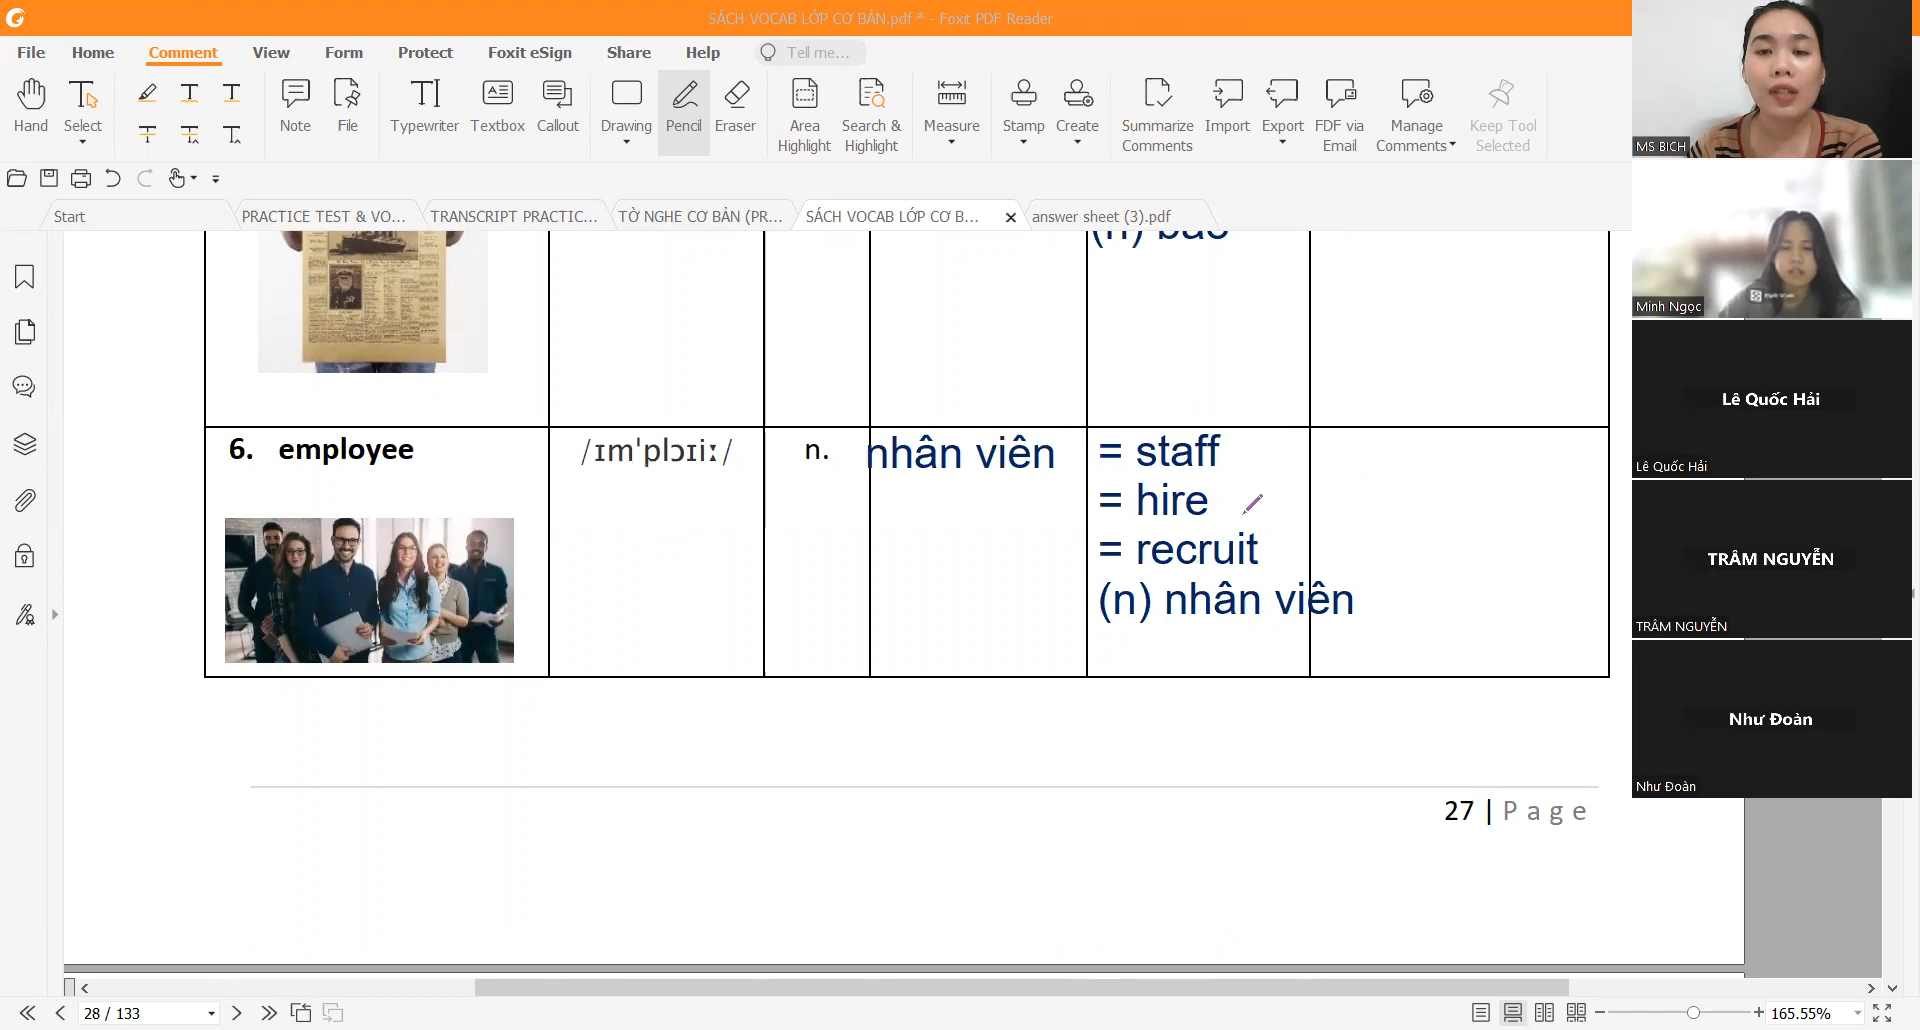 SÁCH VOCAB LỚP CƠ BẢN.pdf * - Foxit PDF Reader
File Home Comment View Form Protect Foxit eSign Share Help Tell me...
Hand Select Note File Typewriter Textbox Callout Drawing Pencil Eraser Area Highlight Search & Highlight Measure Stamp Create Summarize Comments Import Export FDF via Email Manage Comments Keep Tool Selected
Start PRACTICE TEST & VO... TRANSCRIPT PRACTIC... TỜ NGHE CƠ BẢN (PR... SÁCH VOCAB LỚP CƠ B... answer sheet (3).pdf
(n) báo
6. employee /ɪmˈplɔɪiː/ n. nhân viên = staff
= hire
= recruit
(n) nhân viên
27 | Page
28 / 133
165.55%
MS BICH
Minh Ngọc
Lê Quốc Hải
Lê Quốc Hải
TRÂM NGUYỄN
TRÂM NGUYỄN
Như Đoàn
Như Đoàn